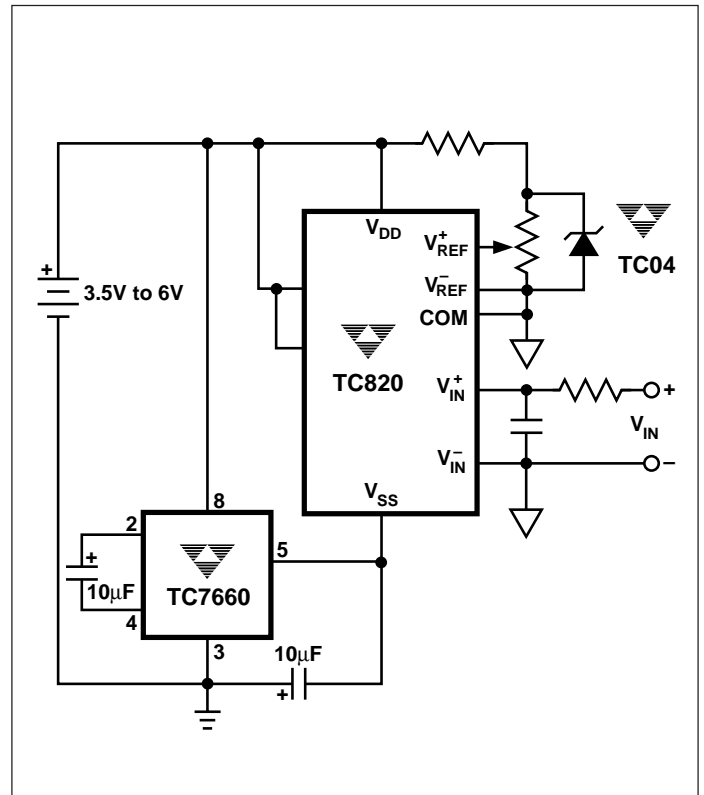 V_DD
V⁺_REF
V⁻_REF
TC04
+
3.5V to 6V
COM
TC820
V⁺_IN
+
V_IN
V⁻_IN
–
V_SS
8
2
5
+
10µF
TC7660
4
3
10µF
+